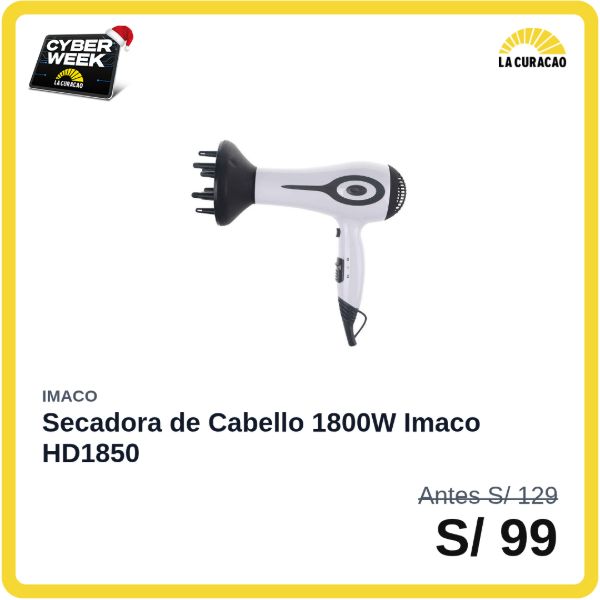 CYBER
WEEK
LA CURACAO
LA CURACAO
IMACO
Secadora de Cabello 1800W Imaco
HD1850
Antes S/ 129
S/ 99